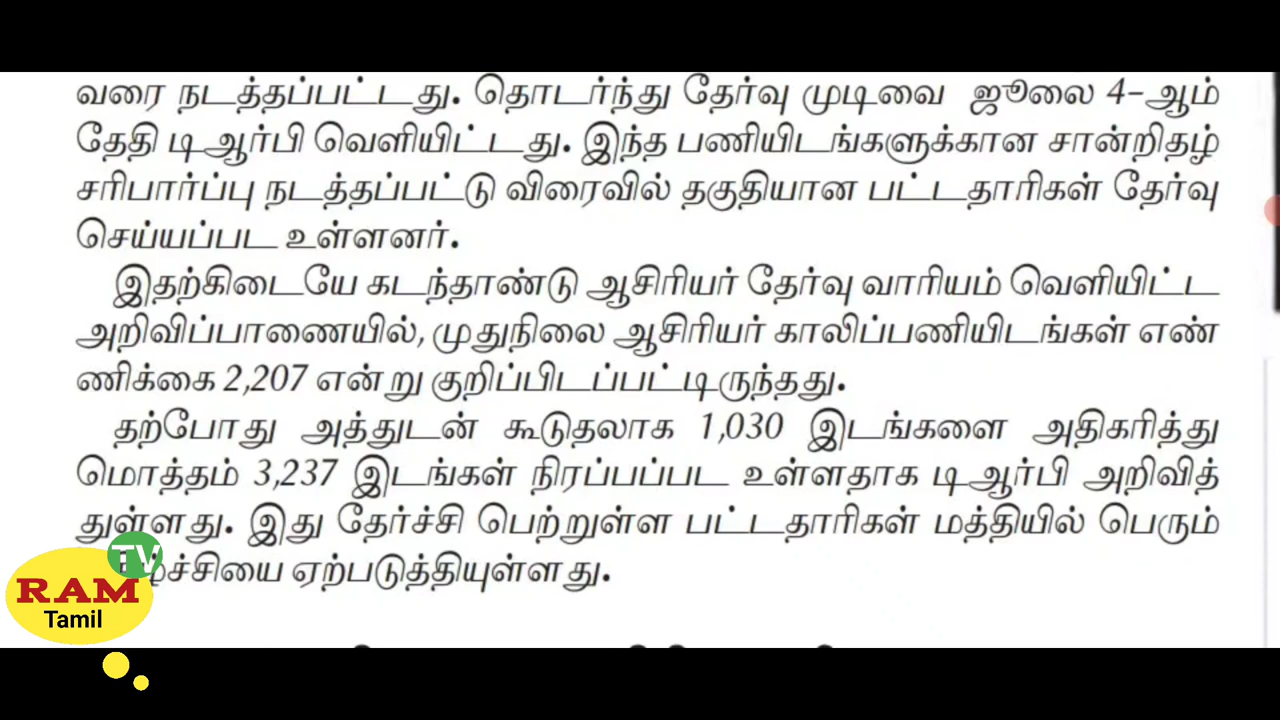 வரை நடத்தப்பட்டது. தொடர்ந்து தேர்வு முடிவை ஜூலை 4-ஆம்
தேதி டிஆர்பி வெளியிட்டது. இந்த பணியிடங்களுக்கான சான்றிதழ்
சரிபார்ப்பு நடத்தப்பட்டு விரைவில் தகுதியான பட்டதாரிகள் தேர்வு
செய்யப்பட உள்ளனர்.
இதற்கிடையே கடந்தாண்டு ஆசிரியர் தேர்வு வாரியம் வெளியிட்ட
அறிவிப்பாணையில், முதுநிலை ஆசிரியர் காலிப்பணியிடங்கள் எண்
ணிக்கை 2,207 என்று குறிப்பிடப்பட்டிருந்தது.
தற்போது அத்துடன் கூடுதலாக 1,030 இடங்களை அதிகரித்து
மொத்தம் 3,237 இடங்கள் நிரப்பப்பட உள்ளதாக டிஆர்பி அறிவித்
துள்ளது. இது தேர்ச்சி பெற்றுள்ள பட்டதாரிகள் மத்தியில் பெரும்
ஏற்படுத்தியுள்ளது.
TV
RAM
Tamil